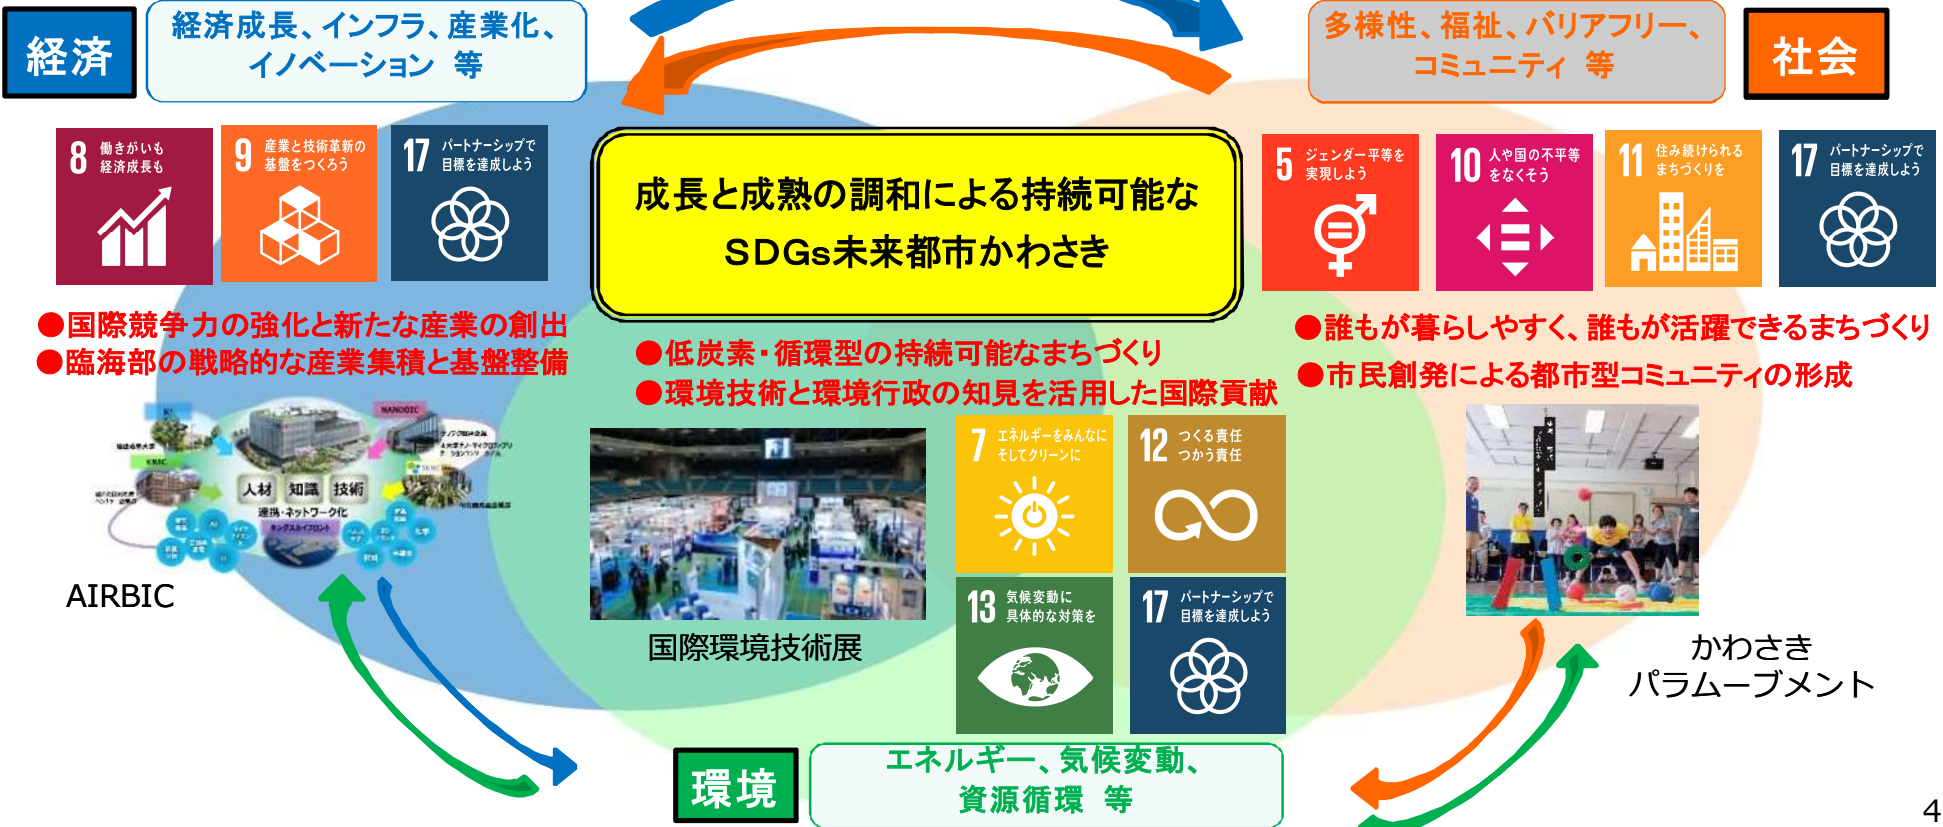 経済
経済成長、インフラ、産業化、
イノベーション 等
多様性、福祉、バリアフリー、
コミュニティ 等
社会
8 働きがいも
経済成長も
9 産業と技術革新の
基盤をつくろう
17 パートナーシップで
目標を達成しよう
成長と成熟の調和による持続可能な
SDGs未来都市かわさき
5 ジェンダー平等を
実現しよう
10 人や国の不平等
をなくそう
11 住み続けられる
まちづくりを
17 パートナーシップで
目標を達成しよう
●国際競争力の強化と新たな産業の創出
●臨海部の戦略的な産業集積と基盤整備
●低炭素・循環型の持続可能なまちづくり
●環境技術と環境行政の知見を活用した国際貢献
●誰もが暮らしやすく、誰もが活躍できるまちづくり
●市民創発による都市型コミュニティの形成
NANOBIC
KBIC
人材 知識 技術
連携・ネットワーク化
キングスカイフロント
AIRBIC
国際環境技術展
7 エネルギーをみんなに
そしてクリーンに
12 つくる責任
つかう責任
13 気候変動に
具体的な対策を
17 パートナーシップで
目標を達成しよう
かわさき
パラムーブメント
環境
エネルギー、気候変動、
資源循環 等
4